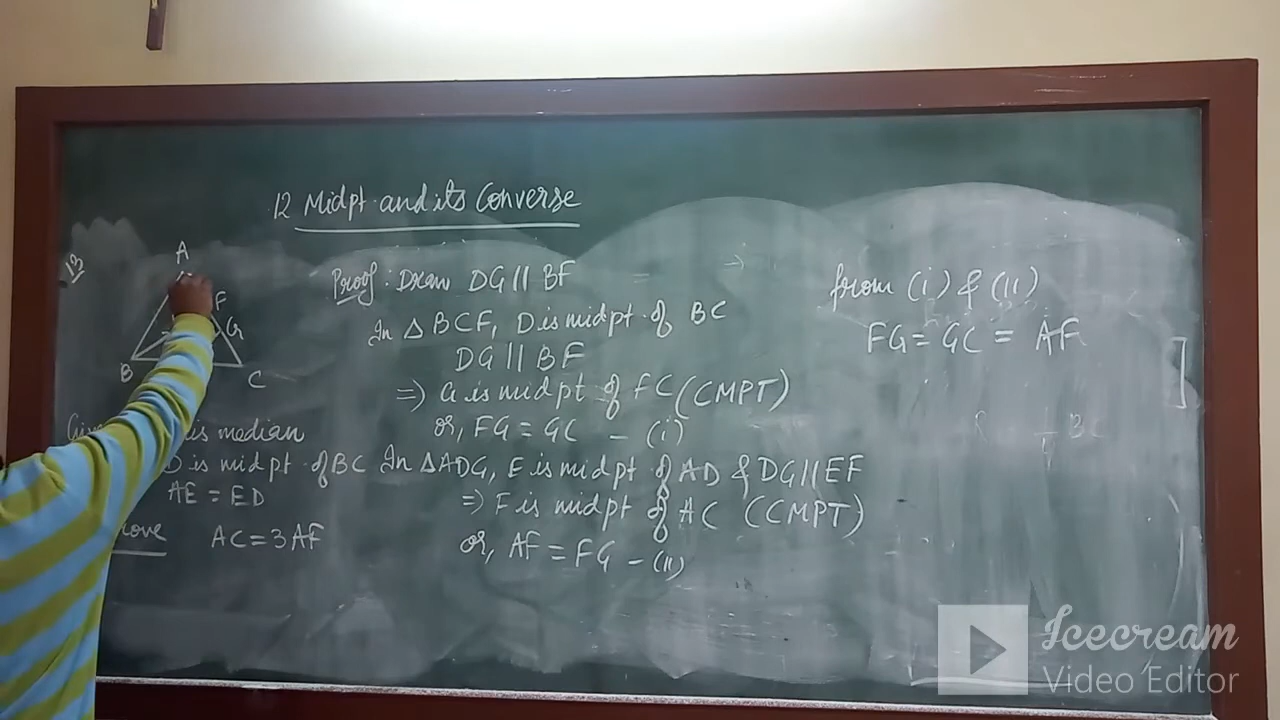 12 Midpt. and its Converse
13
A
F
G
B
C
is median
D is midpt. of BC
AE = ED
AC = 3 AF
Proof : Draw DG || BF
In △ BCF, D is midpt. of BC
DG || BF
⇒ G is midpt of FC (CMPT)
or, FG = GC - (i)
In △ADG, E is midpt of AD & DG || EF
⇒ F is midpt of AC (CMPT)
or, AF = FG - (II)
from (i) & (II)
FG = GC = AF
Icecream
Video Editor